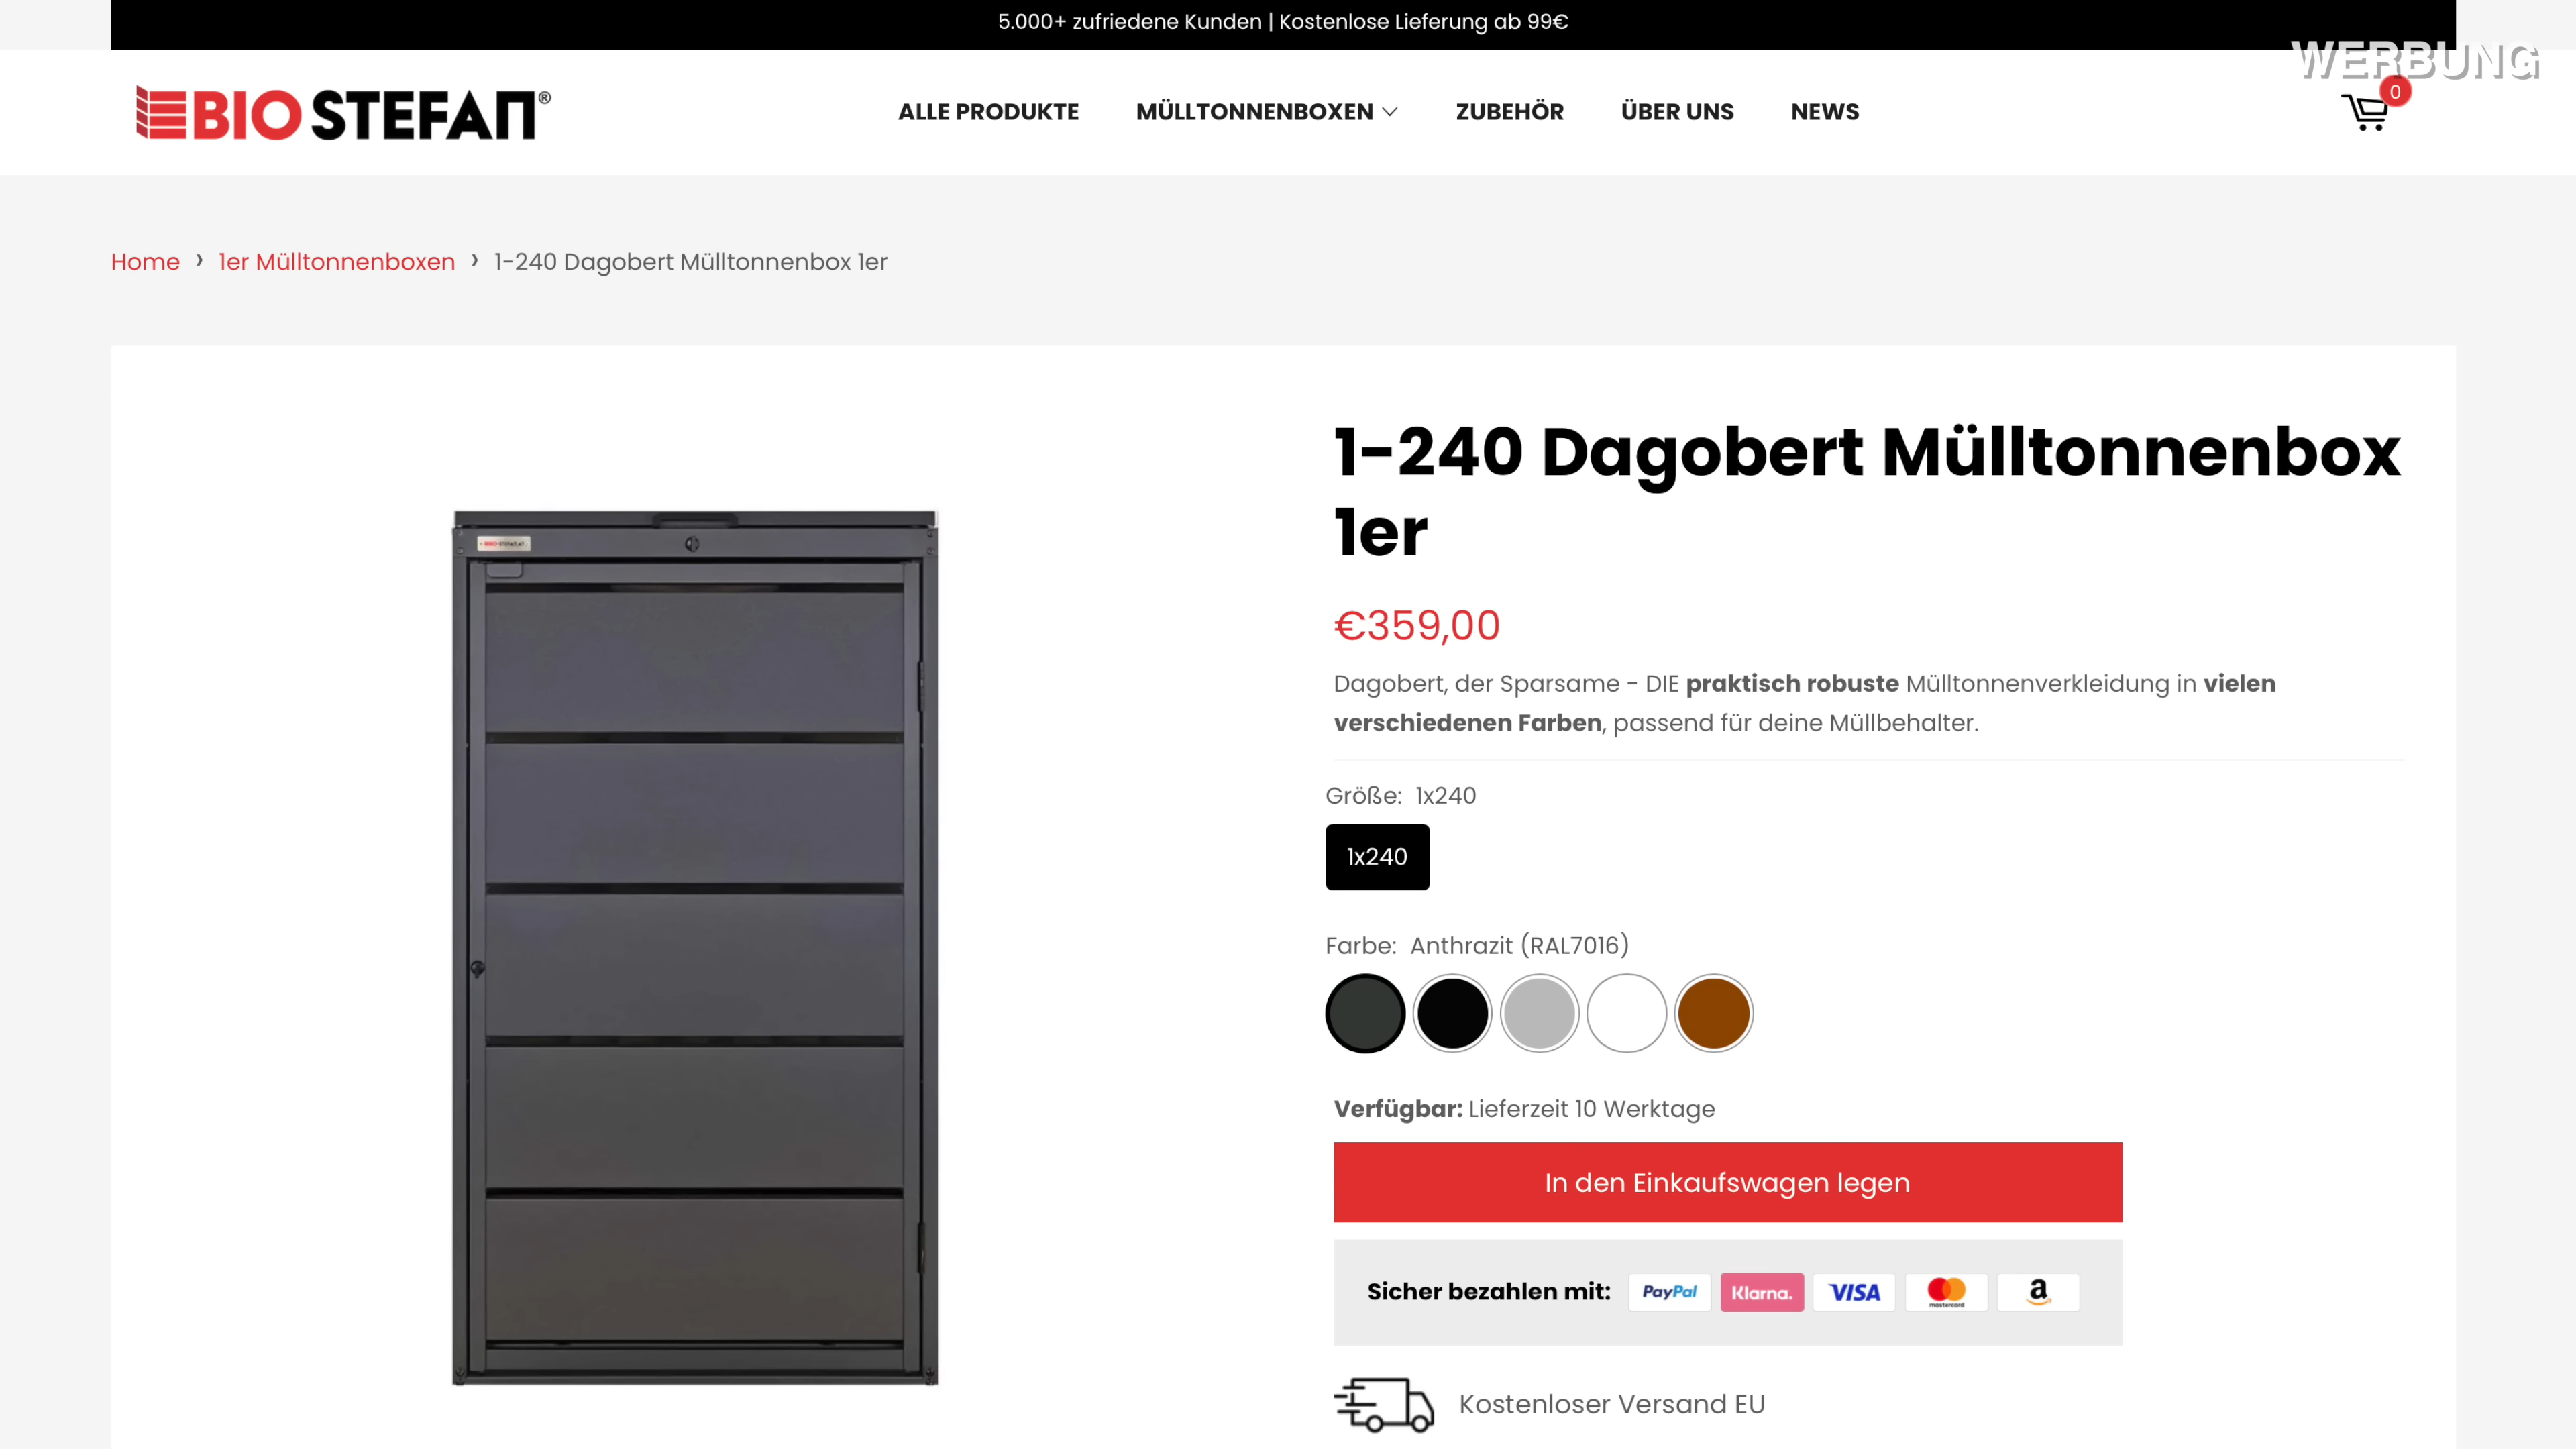 5.000+ zufriedene Kunden | Kostenlose Lieferung ab 99€
WERBUNG
BIO STEFAN®
ALLE PRODUKTE
MÜLLTONNENBOXEN
ZUBEHÖR
ÜBER UNS
NEWS
0
Home › 1er Mülltonnenboxen › 1-240 Dagobert Mülltonnenbox 1er
1-240 Dagobert Mülltonnenbox
1er
€359,00
Dagobert, der Sparsame - DIE praktisch robuste Mülltonnenverkleidung in vielen
verschiedenen Farben, passend für deine Müllbehalter.
Größe: 1x240
1x240
Farbe: Anthrazit (RAL7016)
Verfügbar: Lieferzeit 10 Werktage
In den Einkaufswagen legen
Sicher bezahlen mit: PayPal Klarna. VISA mastercard a
Kostenloser Versand EU